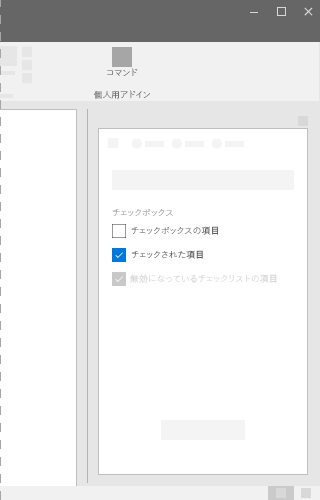 コマンド
個人用アドイン
チェックボックス
チェックボックスの項目
チェックされた項目
無効になっているチェックリストの項目